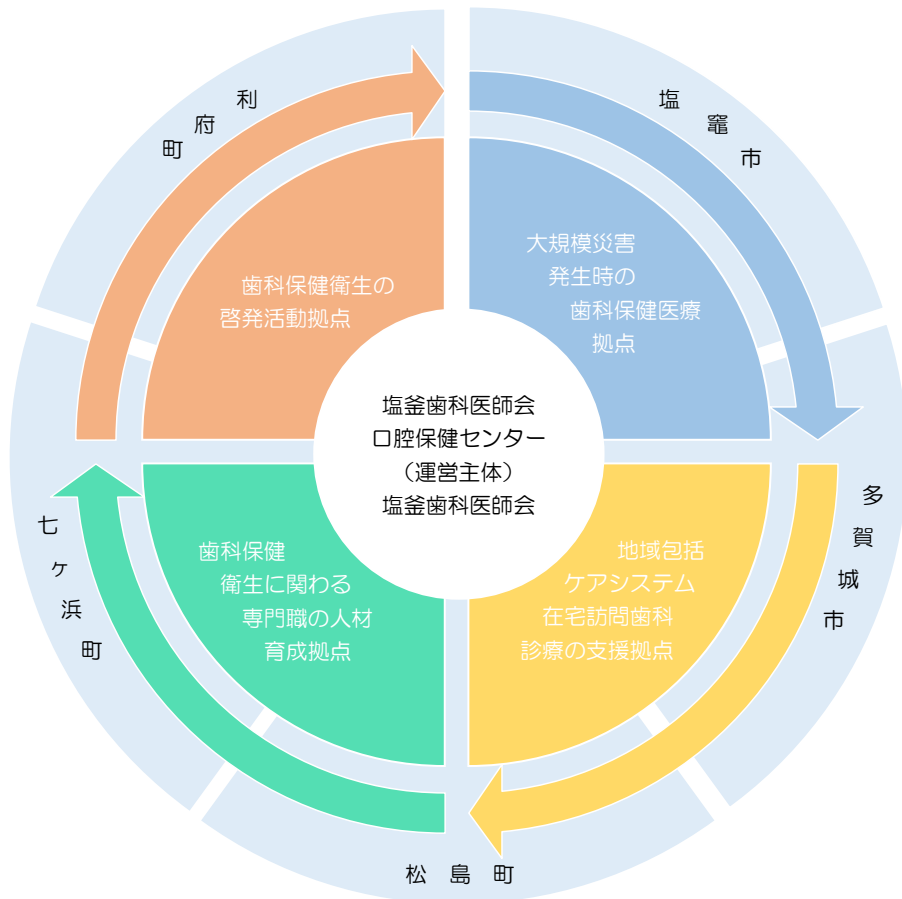 利府町
塩竈市
大規模災害
発生時の
歯科保健医療
拠点
歯科保健衛生の
啓発活動拠点
塩釜歯科医師会
口腔保健センター
（運営主体）
塩釜歯科医師会
多賀城市
七ヶ浜町
歯科保健
衛生に関わる
専門職の人材
育成拠点
地域包括
ケアシステム
在宅訪問歯科
診療の支援拠点
松島町